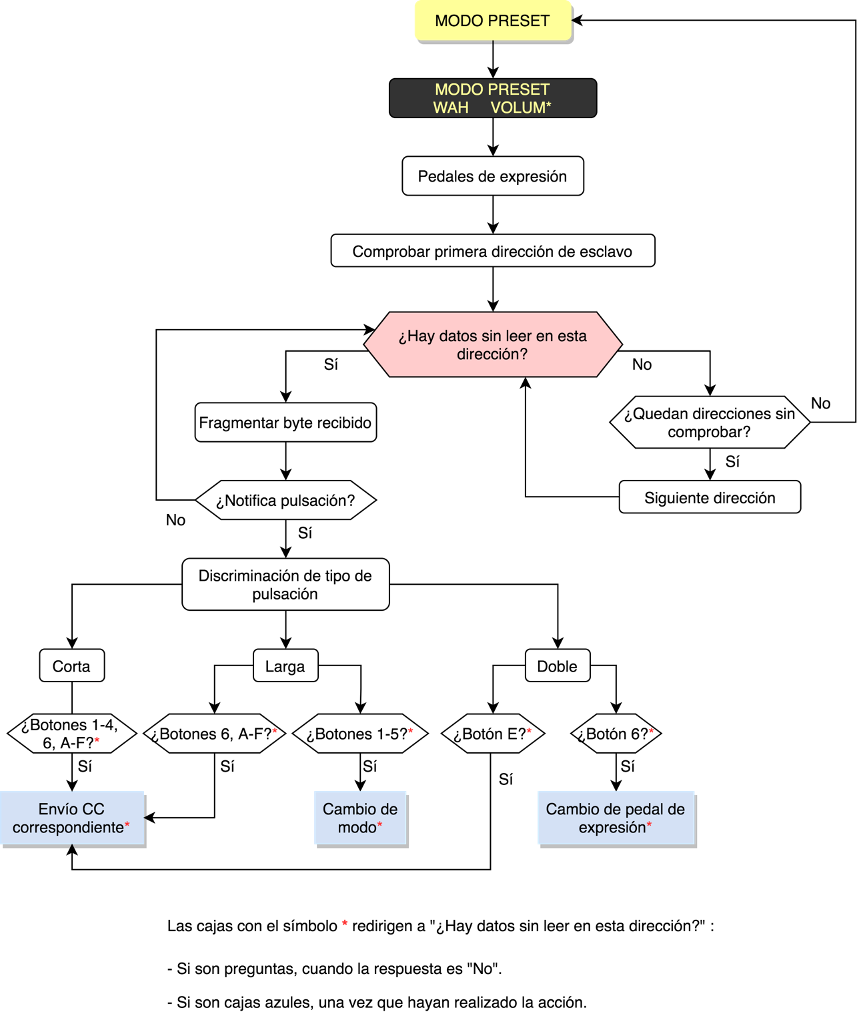 MODO PRESET
MODO PRESET
WAH VOLUM*
Pedales de expresión
Comprobar primera dirección de esclavo
¿Hay datos sin leer en esta
dirección?
Sí
No
Fragmentar byte recibido
¿Quedan direcciones sin
comprobar?
No
Sí
¿Notifica pulsación?
Siguiente dirección
No
Sí
Discriminación de tipo de
pulsación
Corta
Larga
Doble
¿Botones 1-4,
6, A-F?*
¿Botones 6, A-F?*
¿Botones 1-5?*
¿Botón E?*
¿Botón 6?*
Sí
Sí
Sí
Sí
Sí
Envío CC
correspondiente*
Cambio de
modo*
Cambio de pedal de
expresión*
Las cajas con el símbolo * redirigen a "¿Hay datos sin leer en esta dirección?" :
- Si son preguntas, cuando la respuesta es "No".
- Si son cajas azules, una vez que hayan realizado la acción.